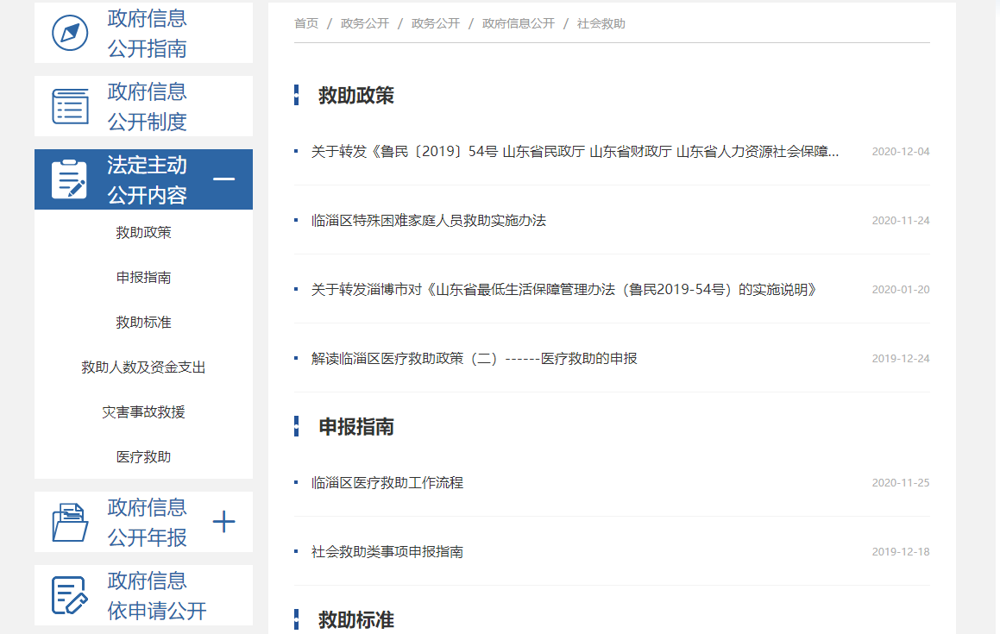 政府信息
公开指南
政府信息
公开制度
法定主动
公开内容
救助政策
申报指南
救助标准
救助人数及资金支出
灾害事故救援
医疗救助
政府信息
公开年报
政府信息
依申请公开
首页 / 政务公开 / 政务公开 / 政府信息公开 / 社会救助
救助政策
关于转发《鲁民〔2019〕54号 山东省民政厅 山东省财政厅 山东省人力资源社会保障... 2020-12-04
临淄区特殊困难家庭人员救助实施办法 2020-11-24
关于转发淄博市对《山东省最低生活保障管理办法（鲁民2019-54号）的实施说明》 2020-01-20
解读临淄区医疗救助政策（二）------医疗救助的申报 2019-12-24
申报指南
临淄区医疗救助工作流程 2020-11-25
社会救助类事项申报指南 2019-12-18
救助标准